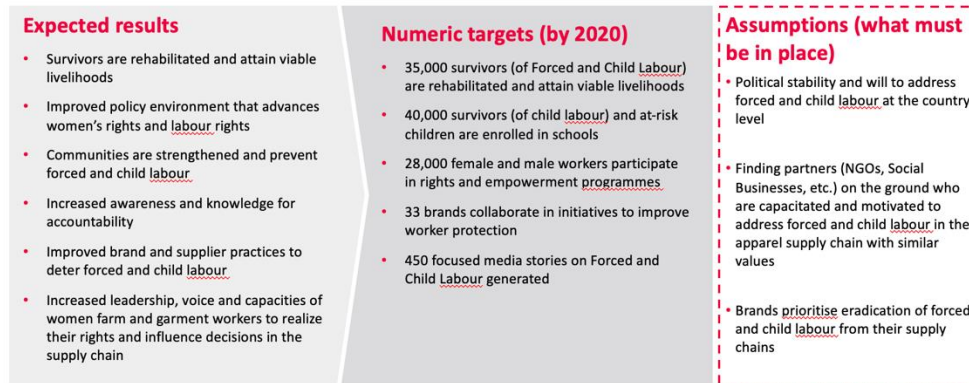 Expected results
• Survivors are rehabilitated and attain viable
livelihoods
• Improved policy environment that advances
women's rights and labour rights
• Communities are strengthened and prevent
forced and child labour
• Increased awareness and knowledge for
accountability
• Improved brand and supplier practices to
deter forced and child labour
• Increased leadership, voice and capacities of
women farm and garment workers to realize
their rights and influence decisions in the
supply chain
Numeric targets (by 2020)
• 35,000 survivors (of Forced and Child Labour)
are rehabilitated and attain viable livelihoods
• 40,000 survivors (of child labour) and at-risk
children are enrolled in schools
• 28,000 female and male workers participate
in rights and empowerment programmes
• 33 brands collaborate in initiatives to improve
worker protection
• 450 focused media stories on Forced and
Child Labour generated
Assumptions (what must
be in place)
• Political stability and will to address
forced and child labour at the country
level
• Finding partners (NGOs, Social
Businesses, etc.) on the ground who
are capacitated and motivated to
address forced and child labour in the
apparel supply chain with similar
values
• Brands prioritise eradication of forced
and child labour from their supply
chains